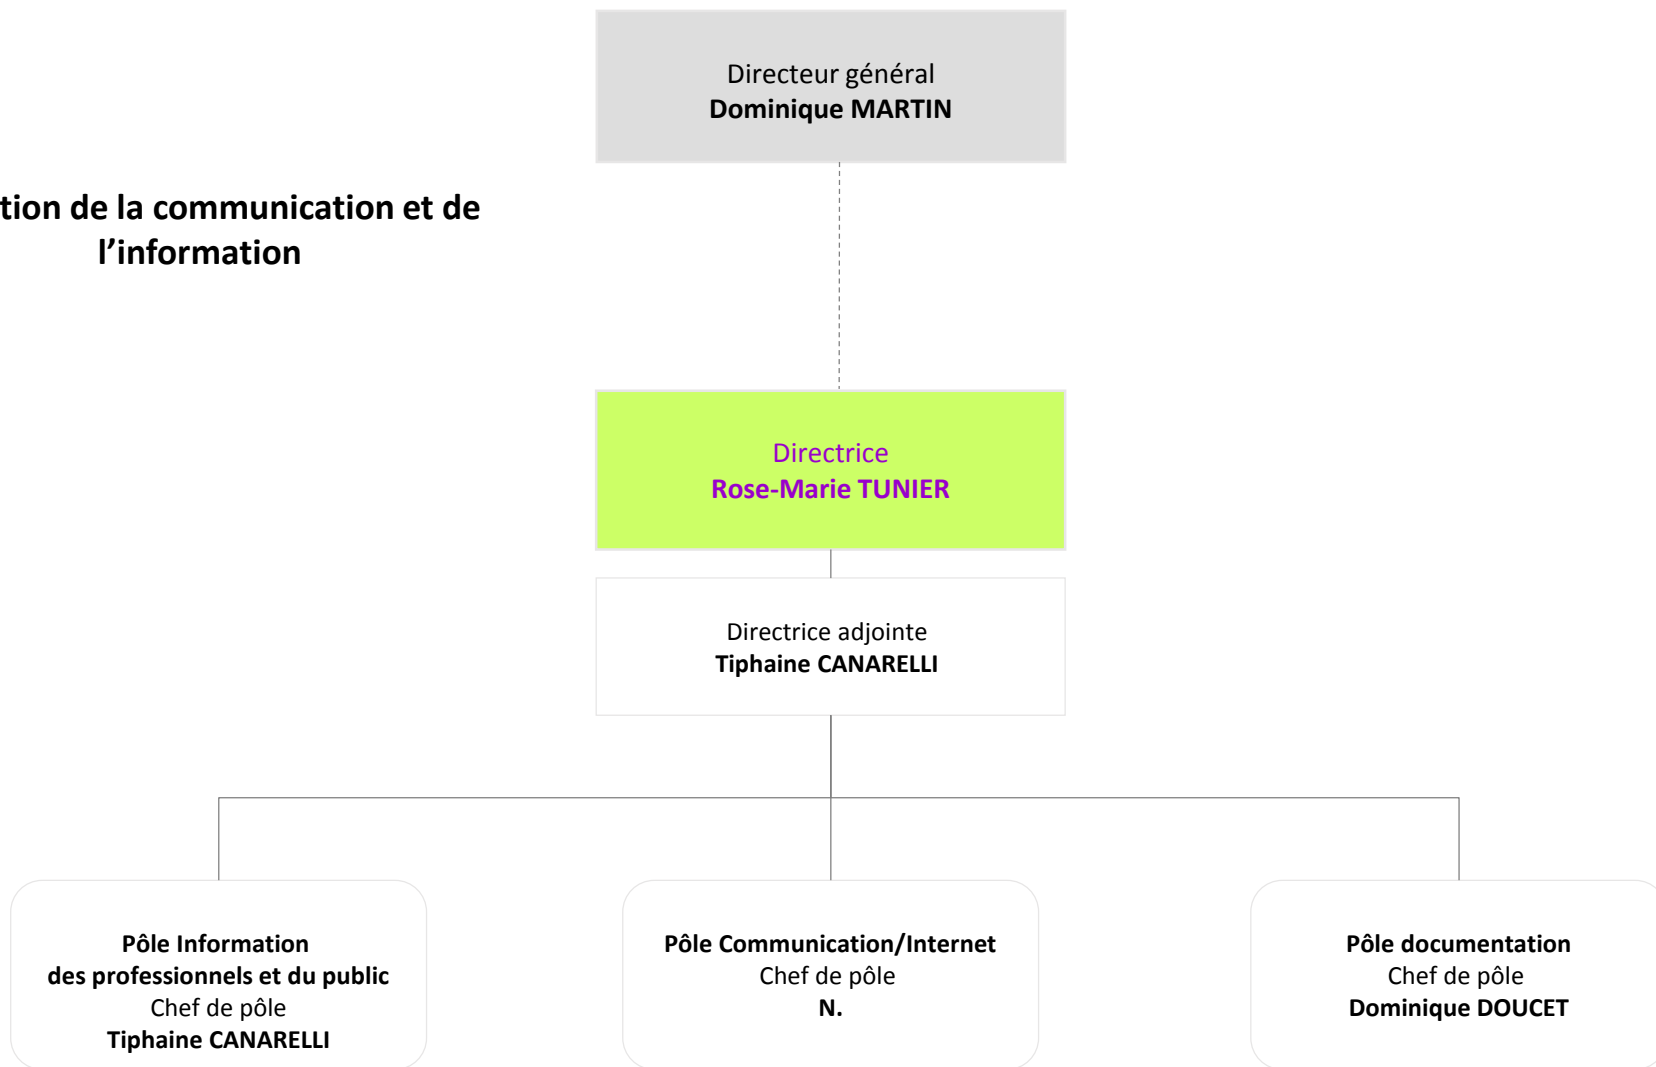 Directeur général
Dominique MARTIN
tion de la communication et de
l’information
Directrice
Rose-Marie TUNIER
Directrice adjointe
Tiphaine CANARELLI
Pôle Information
des professionnels et du public
Chef de pôle
Tiphaine CANARELLI
Pôle Communication/Internet
Chef de pôle
N.
Pôle documentation
Chef de pôle
Dominique DOUCET